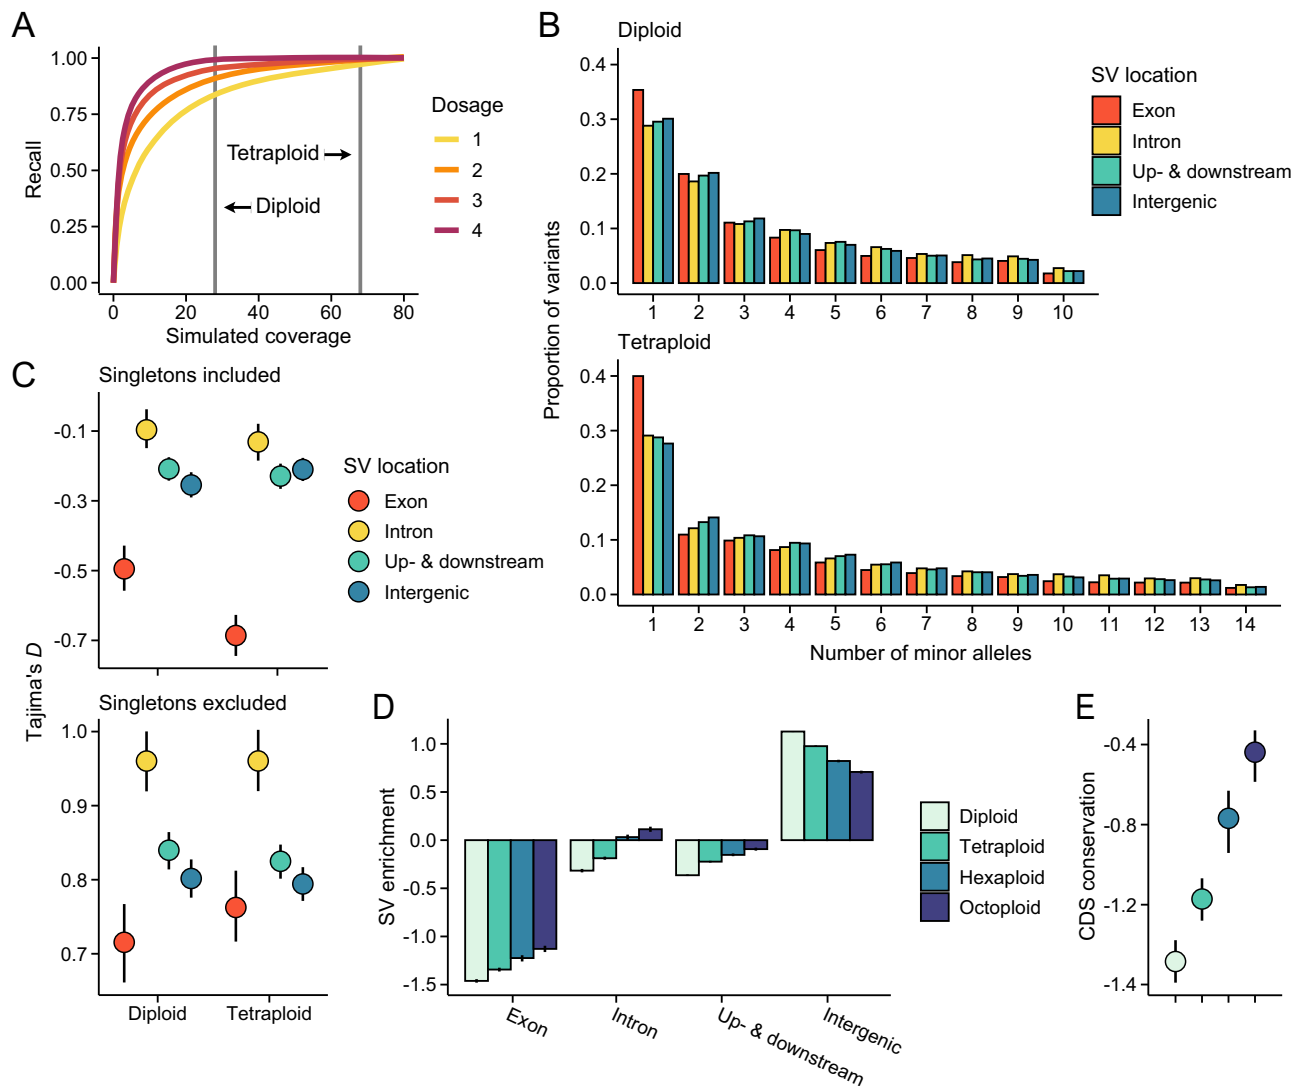 A
1.00
0.75
0.50
0.25
0.00
Recall
0
20
40
60
80
Simulated coverage
Tetraploid
Diploid
Dosage
1
2
3
4
B
Diploid
0.4
0.3
0.2
0.1
0.0
1 2 3 4 5 6 7 8 9 10
Tetraploid
0.4
0.3
0.2
0.1
0.0
1 2 3 4 5 6 7 8 9 10 11 12 13 14
Proportion of variants
Number of minor alleles
SV location
Exon
Intron
Up- & downstream
Intergenic
C
Singletons included
-0.1
-0.3
-0.5
-0.7
Singletons excluded
1.0
0.9
0.8
0.7
Tajima's D
Diploid
Tetraploid
SV location
Exon
Intron
Up- & downstream
Intergenic
D
1.0
0.5
0.0
-0.5
-1.0
-1.5
SV enrichment
Exon
Intron
Up- & downstream
Intergenic
Diploid
Tetraploid
Hexaploid
Octoploid
E
-0.4
-0.8
-1.2
-1.4
CDS conservation